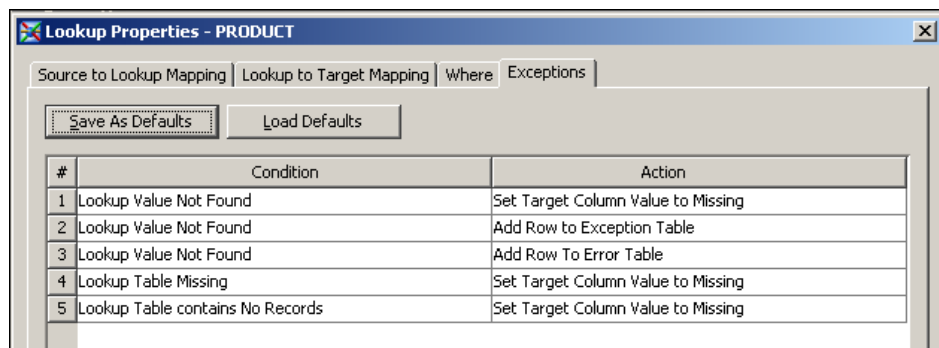 Lookup Properties - PRODUCT
Source to Lookup Mapping Lookup to Target Mapping Where Exceptions
Save As Defaults Load Defaults
# Condition Action
1 Lookup Value Not Found Set Target Column Value to Missing
2 Lookup Value Not Found Add Row to Exception Table
3 Lookup Value Not Found Add Row To Error Table
4 Lookup Table Missing Set Target Column Value to Missing
5 Lookup Table contains No Records Set Target Column Value to Missing